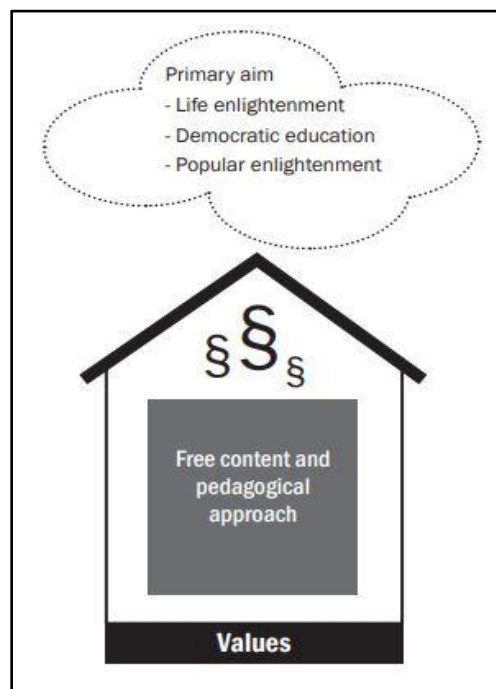 Primary aim
- Life enlightenment
- Democratic education
- Popular enlightenment
§ § §
Free content and
pedagogical
approach
Values